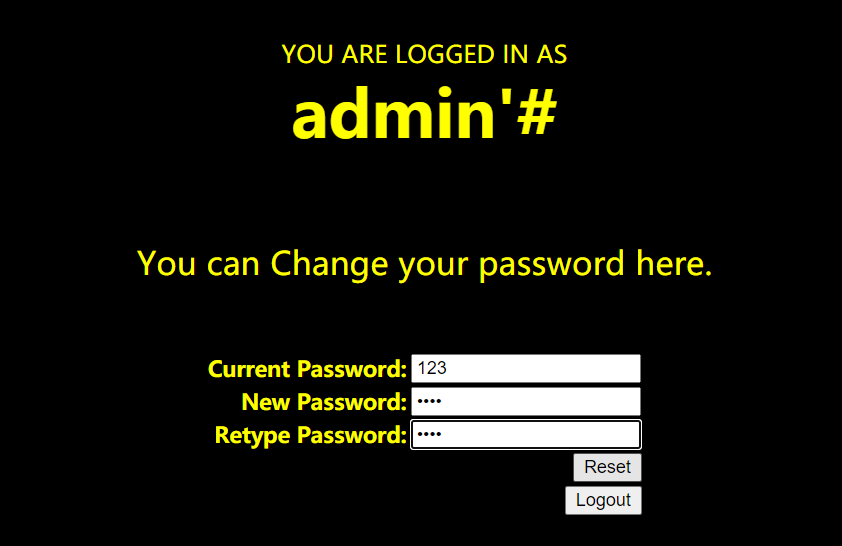 YOU ARE LOGGED IN AS
admin'#
You can Change your password here.
Current Password: 123
New Password: ••••
Retype Password: ••••
Reset
Logout